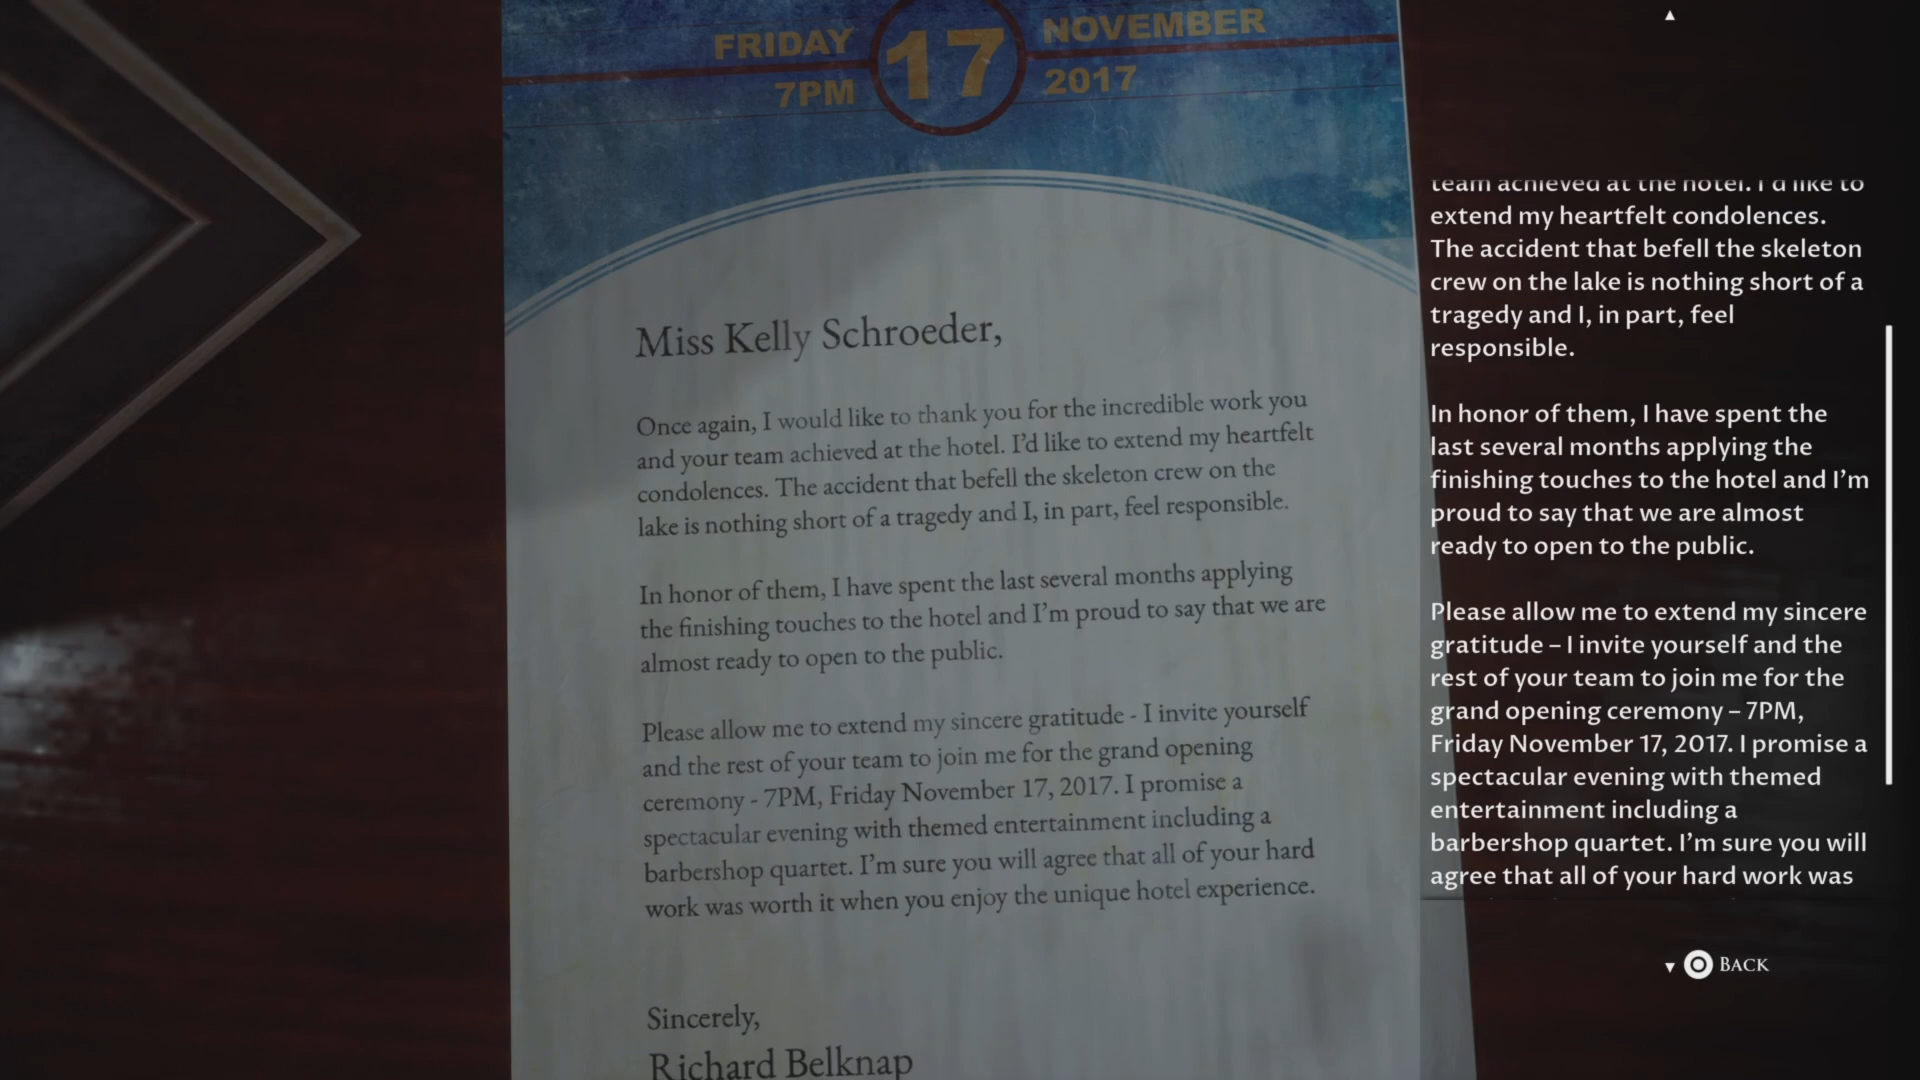 FRIDAY
7PM
17
NOVEMBER
2017
Miss Kelly Schroeder,
Once again, I would like to thank you for the incredible work you
and your team achieved at the hotel. I'd like to extend my heartfelt
condolences. The accident that befell the skeleton crew on the
lake is nothing short of a tragedy and I, in part, feel responsible.
In honor of them, I have spent the last several months applying
the finishing touches to the hotel and I'm proud to say that we are
almost ready to open to the public.
Please allow me to extend my sincere gratitude - I invite yourself
and the rest of your team to join me for the grand opening
ceremony - 7PM, Friday November 17, 2017. I promise a
spectacular evening with themed entertainment including a
barbershop quartet. I'm sure you will agree that all of your hard
work was worth it when you enjoy the unique hotel experience.
Sincerely,
Richard Belknap
team achieved at the hotel. I'd like to
extend my heartfelt condolences.
The accident that befell the skeleton
crew on the lake is nothing short of a
tragedy and I, in part, feel
responsible.
In honor of them, I have spent the
last several months applying the
finishing touches to the hotel and I'm
proud to say that we are almost
ready to open to the public.
Please allow me to extend my sincere
gratitude – I invite yourself and the
rest of your team to join me for the
grand opening ceremony – 7PM,
Friday November 17, 2017. I promise a
spectacular evening with themed
entertainment including a
barbershop quartet. I'm sure you will
agree that all of your hard work was
BACK